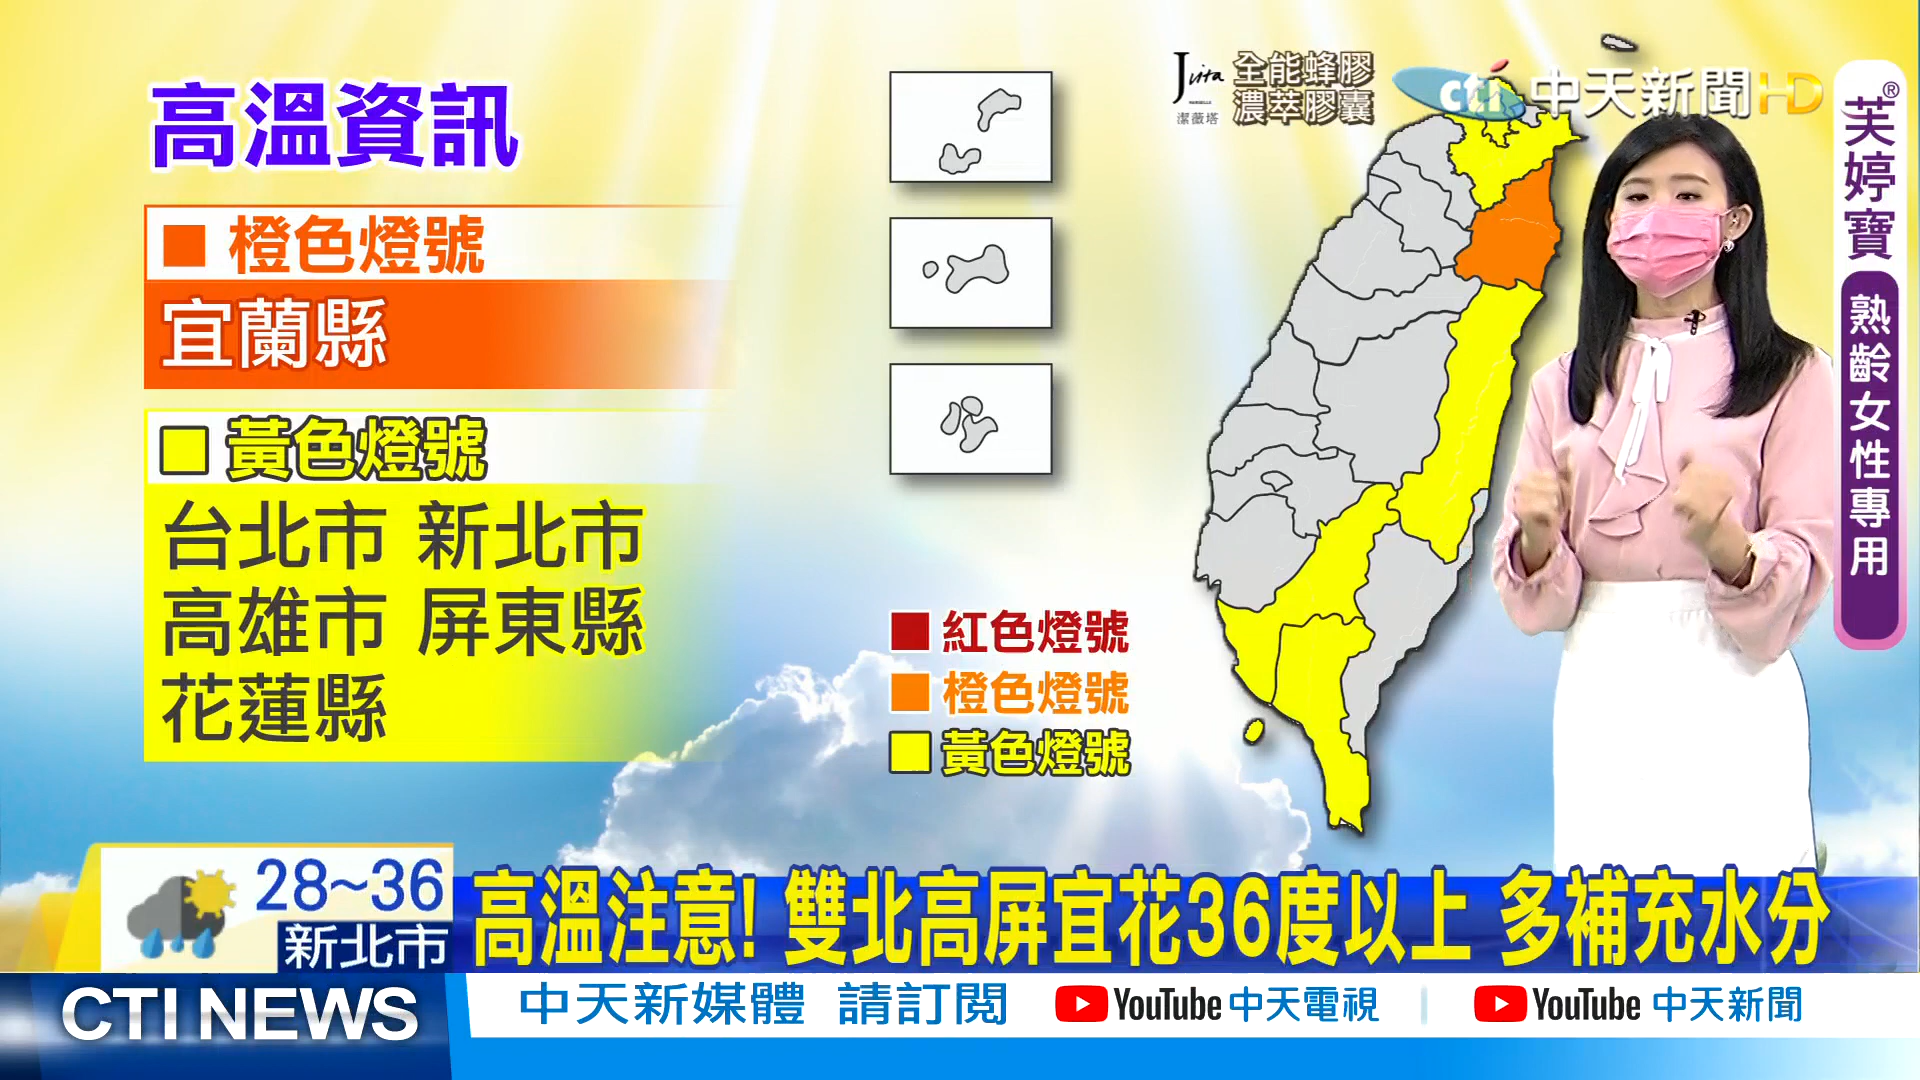 高溫資訊
■ 橙色燈號
宜蘭縣
■ 黃色燈號
台北市 新北市
高雄市 屏東縣
花蓮縣
■ 紅色燈號
■ 橙色燈號
■ 黃色燈號
Jvita
MARSEILLE
潔薇塔
全能蜂膠
濃萃膠囊
cti 中天新聞HD
芙婷寶®
熟齡女性專用
28~36
新北市
高溫注意! 雙北高屏宜花36度以上 多補充水分
CTI NEWS
中天新媒體 請訂閱 YouTube 中天電視 | YouTube 中天新聞